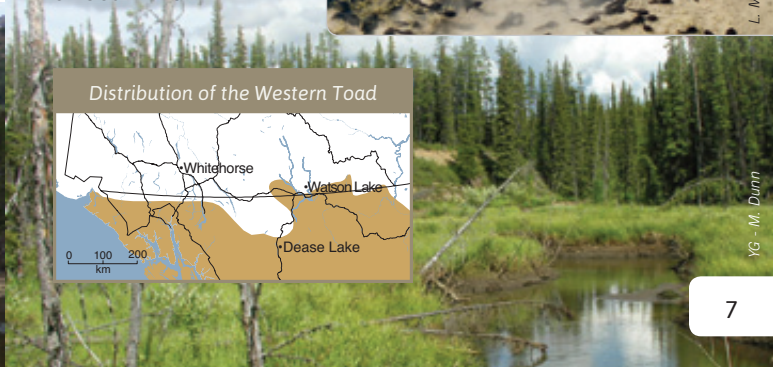 L. M
Distribution of the Western Toad
Whitehorse
Watson Lake
Dease Lake
0 100 200
km
YG - M. Dunn
7